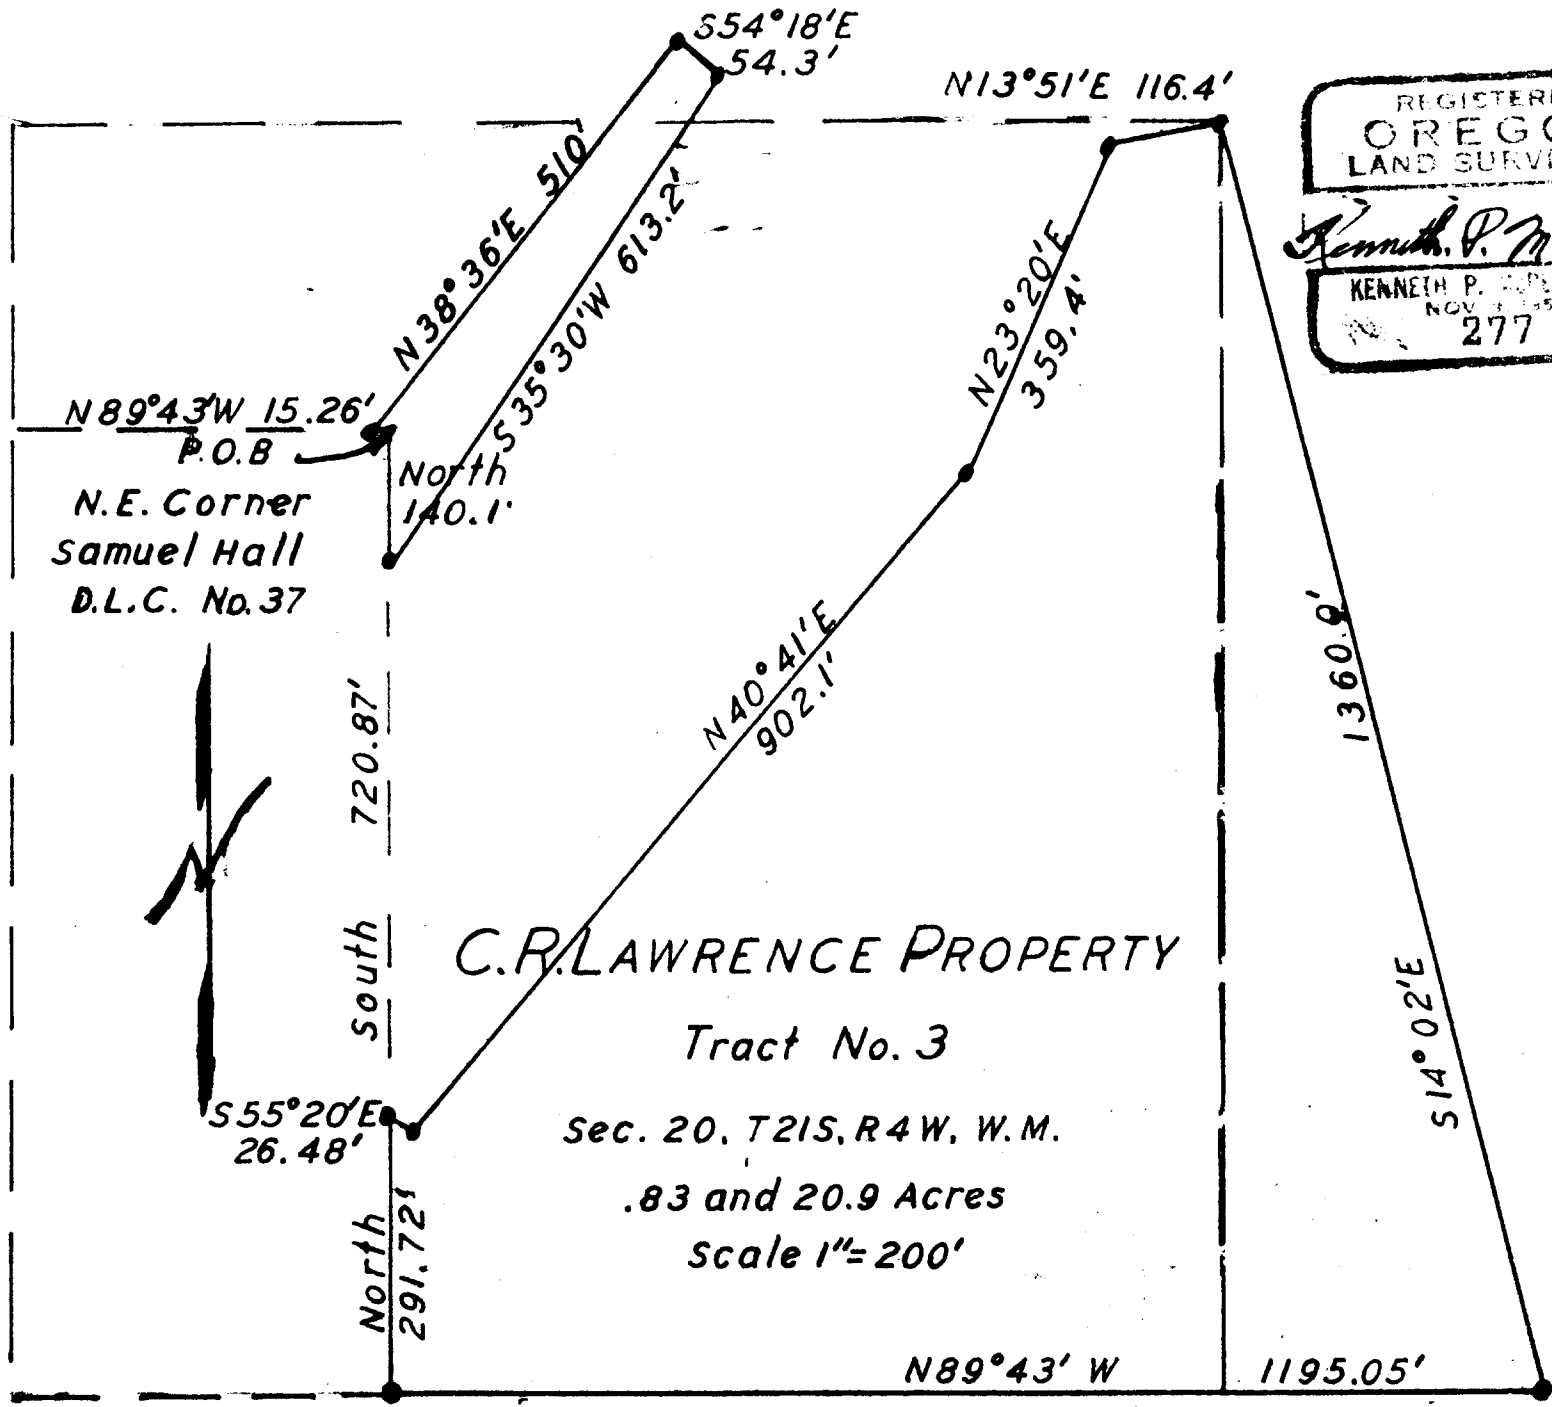 S54°18'E
54.3'
N13°51'E 116.4'
OREGO
LAND SURV
Kenneth. P. M
KENNETH P.
NOV
277
N38°36'E 510'
S35°30'W 613.2'
N23°20'E
359.4'
N89°43'W 15.26'
P.O.B
North
140.1'
N.E. Corner
Samuel Hall
D.L.C. No.37
N40°41'E
902.1'
1360.9'
S14°02'E
South 720.87'
C.R.LAWRENCE PROPERTY
Tract No. 3
Sec. 20, T21S, R4W, W.M.
.83 and 20.9 Acres
Scale 1"=200'
S55°20'E
26.48'
North
291.72'
N89°43' W 1195.05'